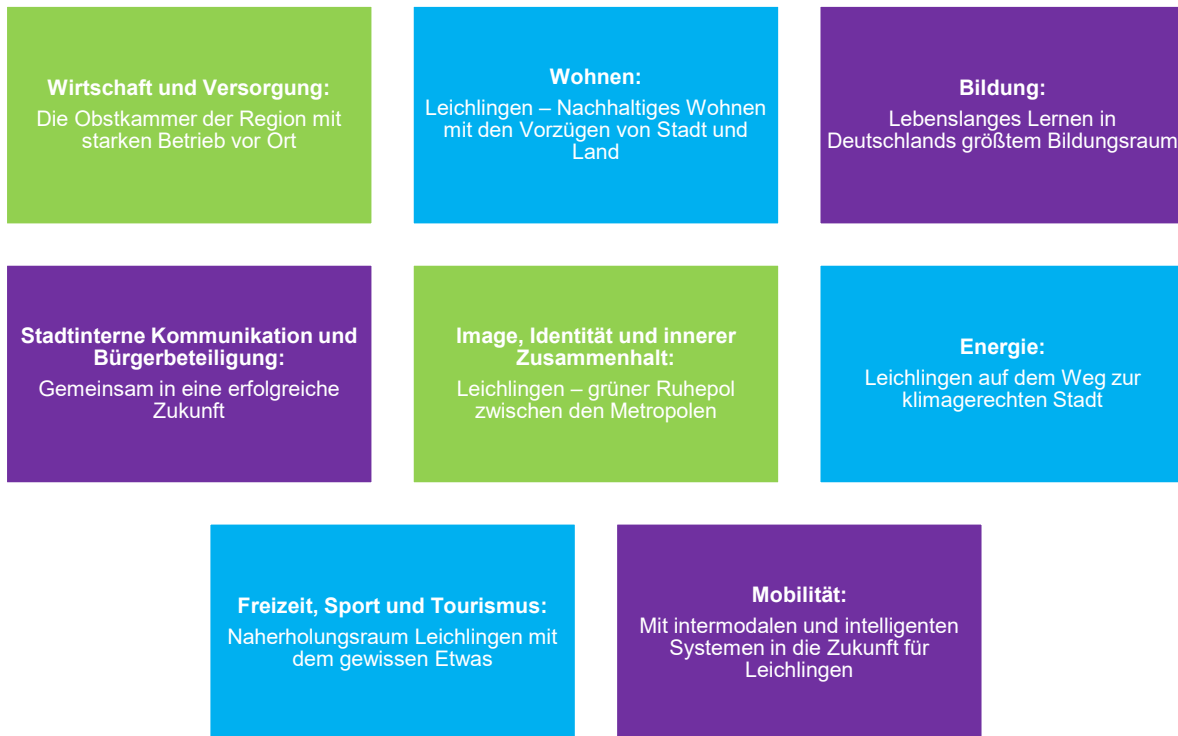 Wirtschaft und Versorgung:
Die Obstkammer der Region mit
starken Betrieb vor Ort
Wohnen:
Leichlingen – Nachhaltiges Wohnen
mit den Vorzügen von Stadt und
Land
Bildung:
Lebenslanges Lernen in
Deutschlands größtem Bildungsraum
Stadtinterne Kommunikation und
Bürgerbeteiligung:
Gemeinsam in eine erfolgreiche
Zukunft
Image, Identität und innerer
Zusammenhalt:
Leichlingen – grüner Ruhepol
zwischen den Metropolen
Energie:
Leichlingen auf dem Weg zur
klimagerechten Stadt
Freizeit, Sport und Tourismus:
Naherholungsraum Leichlingen mit
dem gewissen Etwas
Mobilität:
Mit intermodalen und intelligenten
Systemen in die Zukunft für
Leichlingen